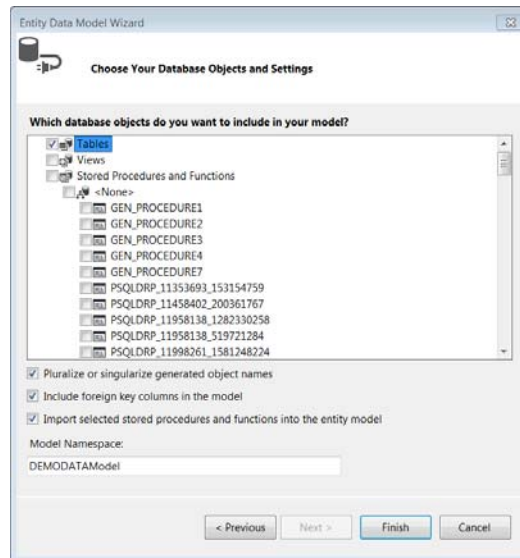 Entity Data Model Wizard
Choose Your Database Objects and Settings
Which database objects do you want to include in your model?
Tables
Views
Stored Procedures and Functions
<None>
GEN_PROCEDURE1
GEN_PROCEDURE2
GEN_PROCEDURE3
GEN_PROCEDURE4
GEN_PROCEDURE7
PSQLDRP_11353693_153154759
PSQLDRP_11458402_200361767
PSQLDRP_11958138_1282330258
PSQLDRP_11958138_519721284
PSQLDRP_11998261_1581248224
Pluralize or singularize generated object names
Include foreign key columns in the model
Import selected stored procedures and functions into the entity model
Model Namespace:
DEMODATAModel
< Previous Next > Finish Cancel